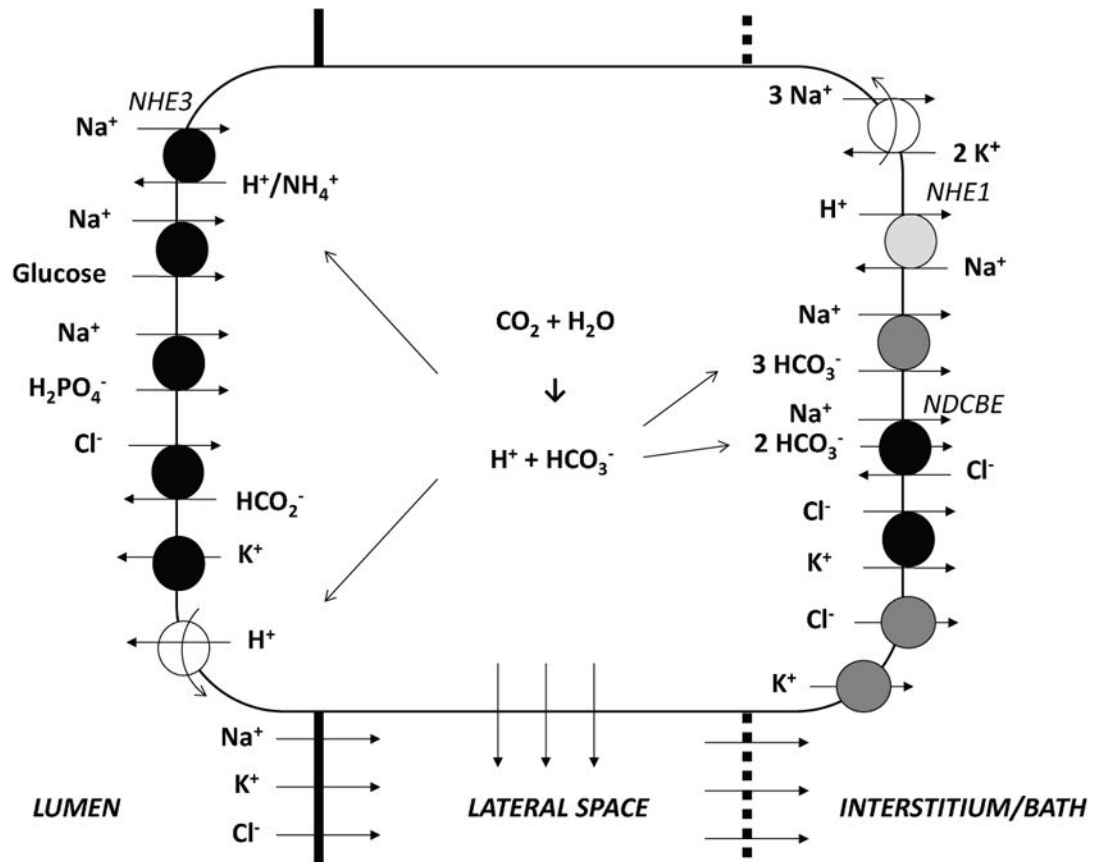 NHE3
Na⁺
H⁺/NH₄⁺
Na⁺
Glucose
Na⁺
H₂PO₄⁻
Cl⁻
HCO₂⁻
K⁺
H⁺
CO₂ + H₂O
↓
H⁺ + HCO₃⁻
3 Na⁺
2 K⁺
NHE1
H⁺
Na⁺
Na⁺
3 HCO₃⁻
NDCBE
Na⁺
2 HCO₃⁻
Cl⁻
Cl⁻
K⁺
Cl⁻
K⁺
Na⁺
K⁺
Cl⁻
LUMEN
LATERAL SPACE
INTERSTITIUM/BATH